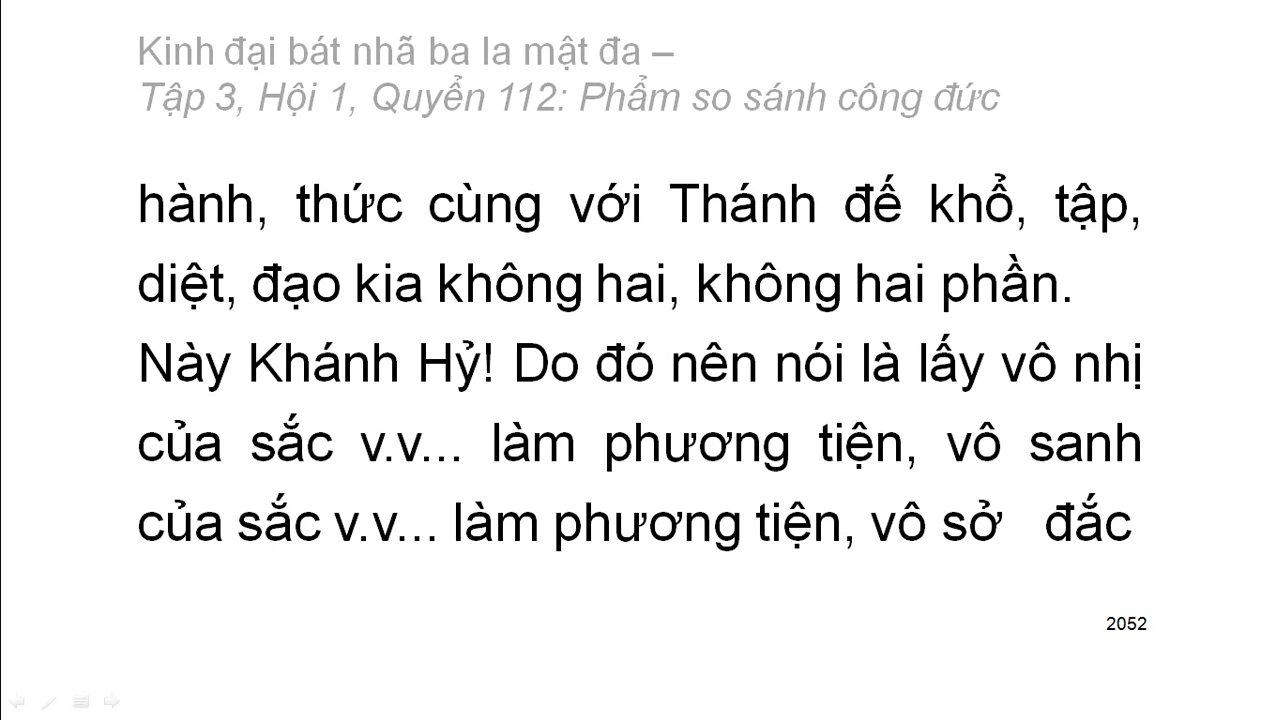 Kinh đại bát nhã ba la mật đa –
Tập 3, Hội 1, Quyển 112: Phẩm so sánh công đức
hành, thức cùng với Thánh đế khổ, tập,
diệt, đạo kia không hai, không hai phần.
Này Khánh Hỷ! Do đó nên nói là lấy vô nhị
của sắc v.v... làm phương tiện, vô sanh
của sắc v.v... làm phương tiện, vô sở đắc
2052